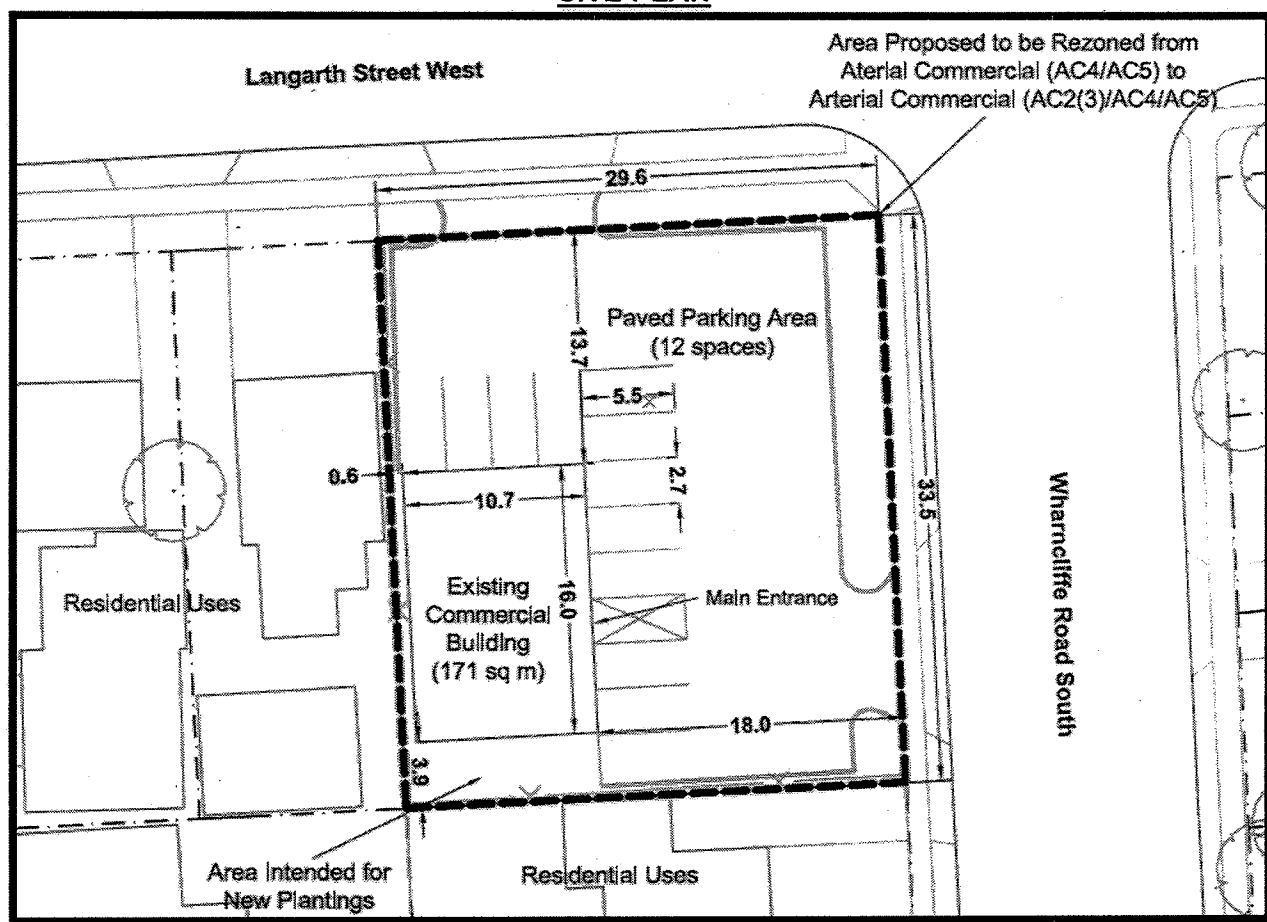 Langarth Street West
Area Proposed to be Rezoned from
Aterial Commercial (AC4/AC5) to
Arterial Commercial (AC2(3)/AC4/AC5)
29.6
13.7
Paved Parking Area
(12 spaces)
5.5
0.6
2.7
10.7
33.5
16.0
Existing
Commercial
Building
(171 sq m)
Main Entrance
Residential Uses
Wharncliffe Road South
18.0
3.9
Area Intended for
New Plantings
Residential Uses